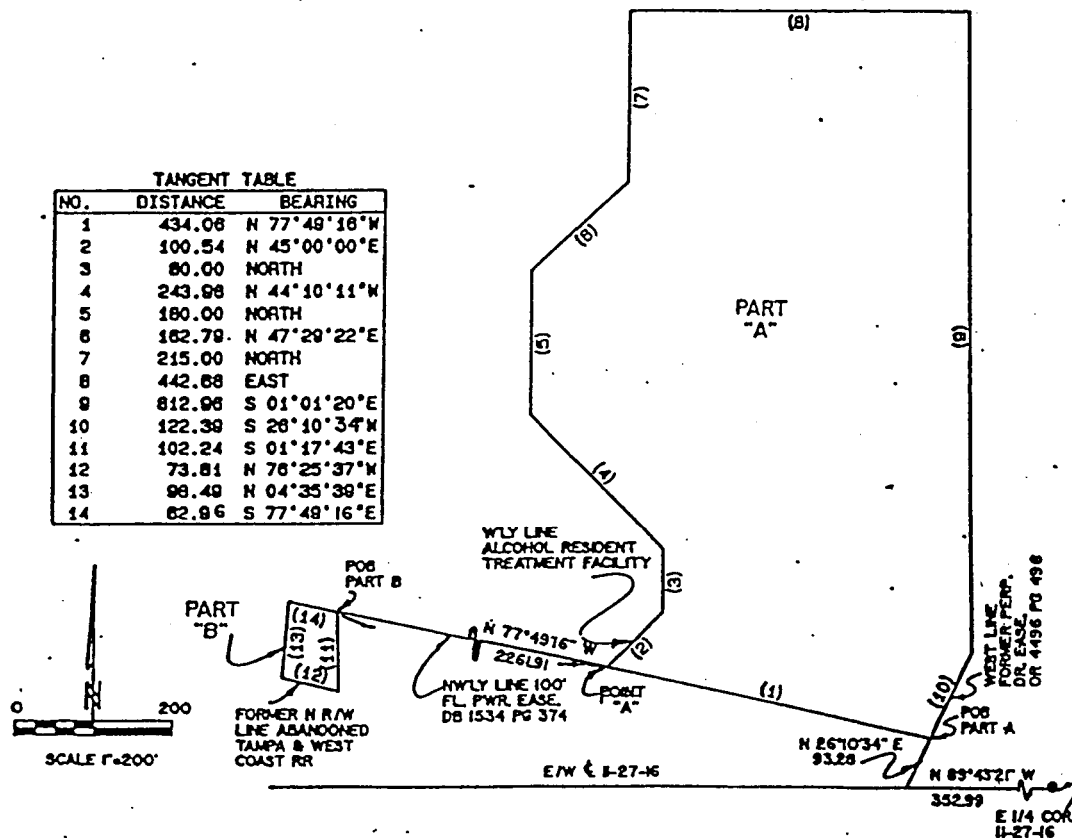 (8)
(7)
TANGENT TABLE
NO. DISTANCE BEARING
1 434.06 N 77°49'16"W
2 100.54 N 45°00'00"E
3 80.00 NORTH
4 243.96 N 44°10'11"W
5 180.00 NORTH
6 162.79 N 47°29'22"E
7 215.00 NORTH
8 442.68 EAST
9 812.96 S 01°01'20"E
10 122.39 S 26°10'34"W
11 102.24 S 01°17'43"E
12 73.81 N 76°25'37"W
13 96.49 N 04°35'39"E
14 62.96 S 77°49'16"E
(6)
PART
"A"
(5)
(9)
(4)
WLY LINE
ALCOHOL RESIDENT
TREATMENT FACILITY
(3)
POB
PART B
PART
"B"
(14)
(13)
(11)
(12)
N 77°49'16" W
2261.91
(2)
NWLY LINE 100'
FL. PWR. EASE.
DB 1534 PG 374
POINT
"A"
(1)
(10)
WEST LINE
FORMER PERP.
DR. EASE.
OR 4496 PG 498
POB
PART A
FORMER N R/W
LINE ABANDONED
TAMPA & WEST
COAST RR
N
0 200
SCALE 1"=200'
N 26°10'34" E
93.28
E/W ℄ 11-27-16
N 89°43'21" W
352.99
E 1/4 COR
11-27-16